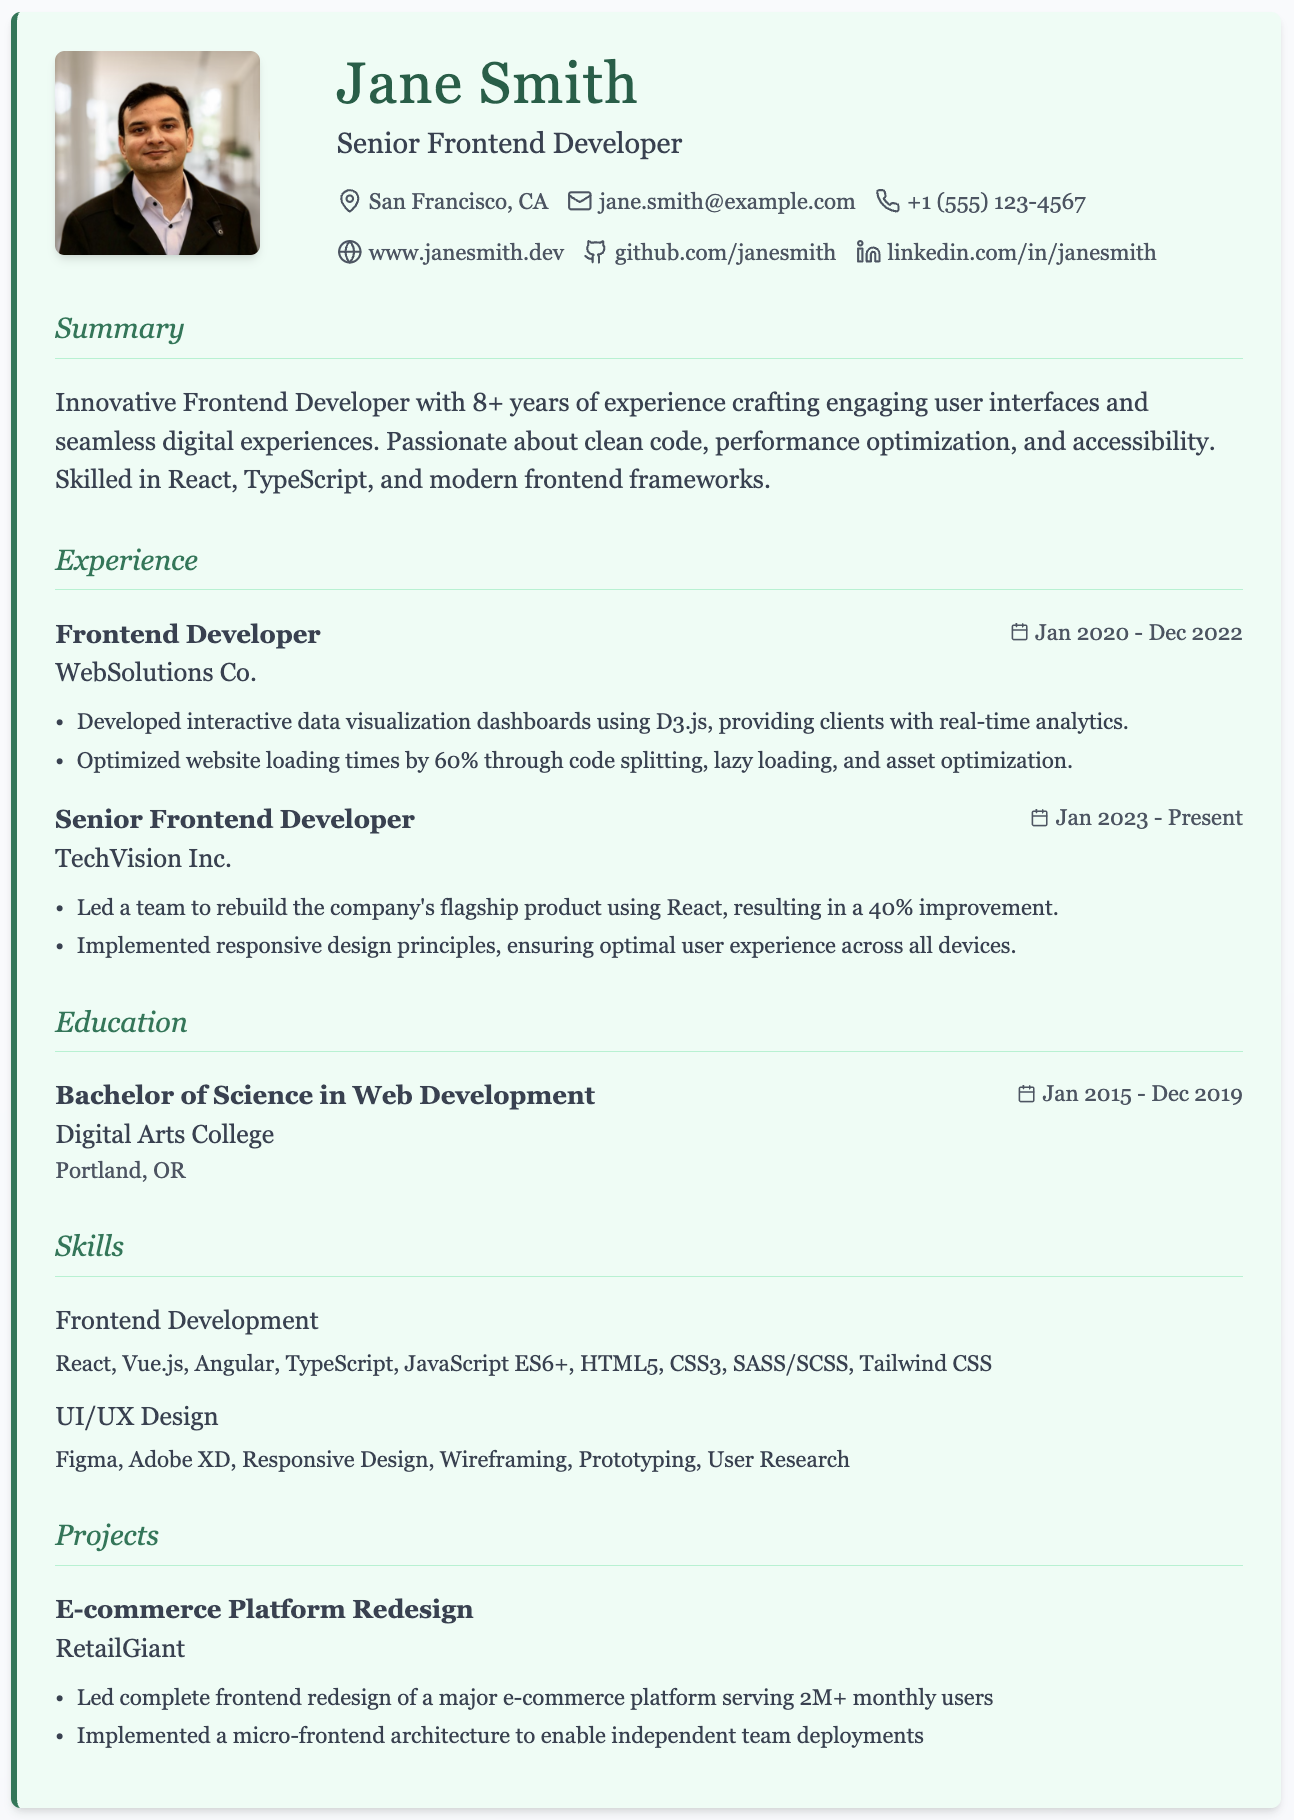 Jane Smith
Senior Frontend Developer
San Francisco, CA jane.smith@example.com +1 (555) 123-4567
www.janesmith.dev github.com/janesmith linkedin.com/in/janesmith
Summary
Innovative Frontend Developer with 8+ years of experience crafting engaging user interfaces and
seamless digital experiences. Passionate about clean code, performance optimization, and accessibility.
Skilled in React, TypeScript, and modern frontend frameworks.
Experience
Frontend Developer Jan 2020 - Dec 2022
WebSolutions Co.
• Developed interactive data visualization dashboards using D3.js, providing clients with real-time analytics.
• Optimized website loading times by 60% through code splitting, lazy loading, and asset optimization.
Senior Frontend Developer Jan 2023 - Present
TechVision Inc.
• Led a team to rebuild the company's flagship product using React, resulting in a 40% improvement.
• Implemented responsive design principles, ensuring optimal user experience across all devices.
Education
Bachelor of Science in Web Development Jan 2015 - Dec 2019
Digital Arts College
Portland, OR
Skills
Frontend Development
React, Vue.js, Angular, TypeScript, JavaScript ES6+, HTML5, CSS3, SASS/SCSS, Tailwind CSS
UI/UX Design
Figma, Adobe XD, Responsive Design, Wireframing, Prototyping, User Research
Projects
E-commerce Platform Redesign
RetailGiant
• Led complete frontend redesign of a major e-commerce platform serving 2M+ monthly users
• Implemented a micro-frontend architecture to enable independent team deployments